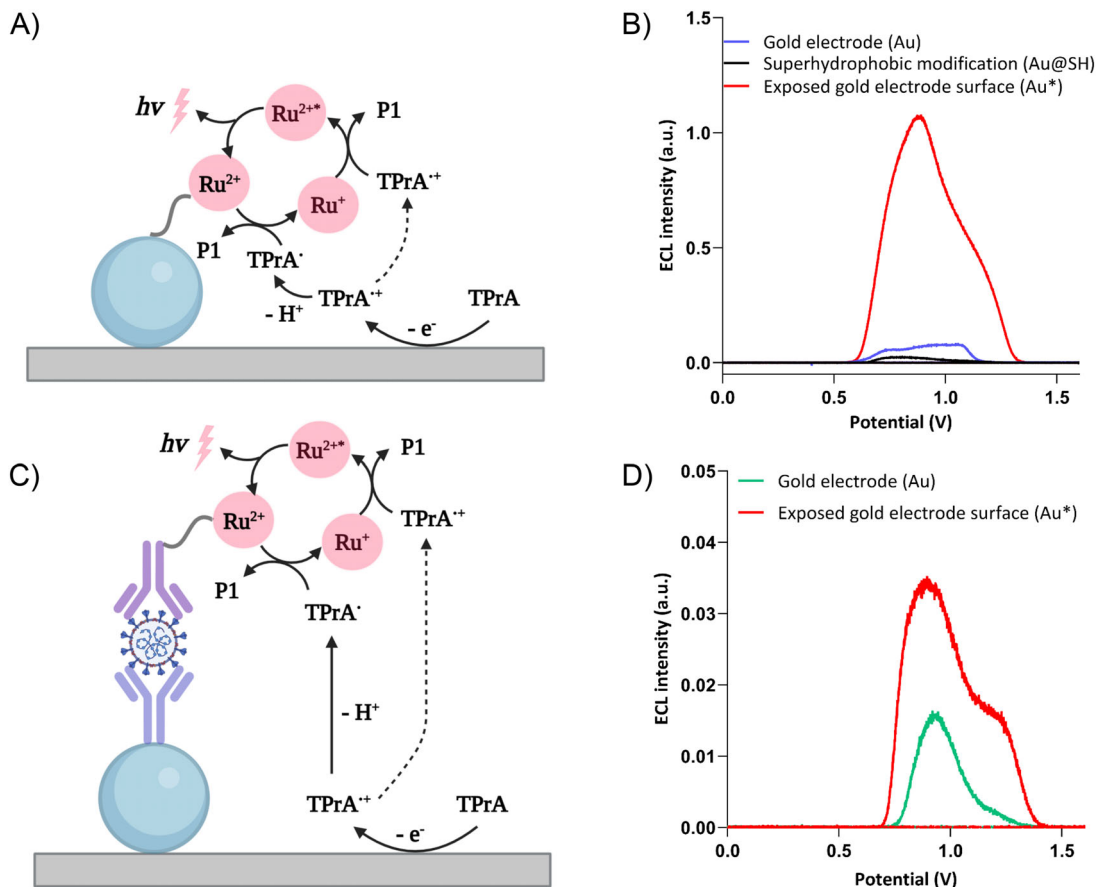 A)
hν
Ru²⁺*
P1
Ru²⁺
TPrA·⁺
Ru⁺
P1
TPrA·
TPrA·⁺
TPrA
- H⁺
- e⁻
B)
Gold electrode (Au)
Superhydrophobic modification (Au@SH)
Exposed gold electrode surface (Au*)
1.5
1.0
0.5
0.0
ECL intensity (a.u.)
0.0 0.5 1.0 1.5
Potential (V)
C)
hν
Ru²⁺*
P1
Ru²⁺
TPrA·⁺
Ru⁺
P1
TPrA·
- H⁺
TPrA·⁺
TPrA
- e⁻
D)
Gold electrode (Au)
Exposed gold electrode surface (Au*)
0.05
0.04
0.03
0.02
0.01
0.00
ECL intensity (a.u.)
0.0 0.5 1.0 1.5
Potential (V)